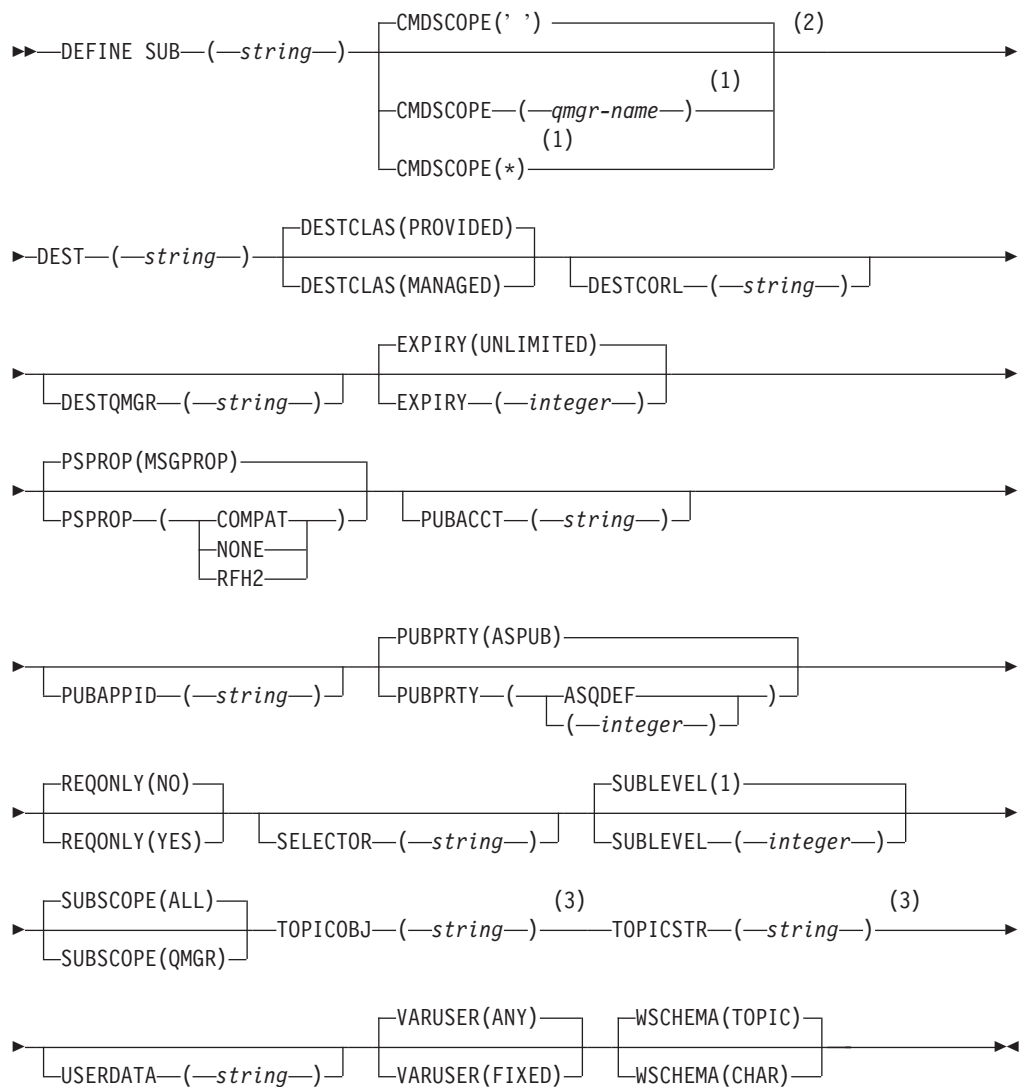 CMDSCOPE(’ ’) (2)
DEFINE SUB ( string )
(1)
CMDSCOPE ( qmgr-name )
(1)
CMDSCOPE(*)
DESTCLAS(PROVIDED)
DEST ( string )
DESTCLAS(MANAGED)
DESTCORL ( string )
EXPIRY(UNLIMITED)
DESTQMGR ( string )
EXPIRY ( integer )
PSPROP(MSGPROP)
PSPROP ( COMPAT )
NONE
RFH2
PUBACCT ( string )
PUBPRTY(ASPUB)
PUBAPPID ( string )
PUBPRTY ( ASQDEF )
( integer )
REQONLY(NO) SUBLEVEL(1)
REQONLY(YES) SELECTOR ( string ) SUBLEVEL ( integer )
SUBSCOPE(ALL) (3) (3)
TOPICOBJ ( string ) TOPICSTR ( string )
SUBSCOPE(QMGR)
VARUSER(ANY) WSCHEMA(TOPIC)
USERDATA ( string ) VARUSER(FIXED) WSCHEMA(CHAR)